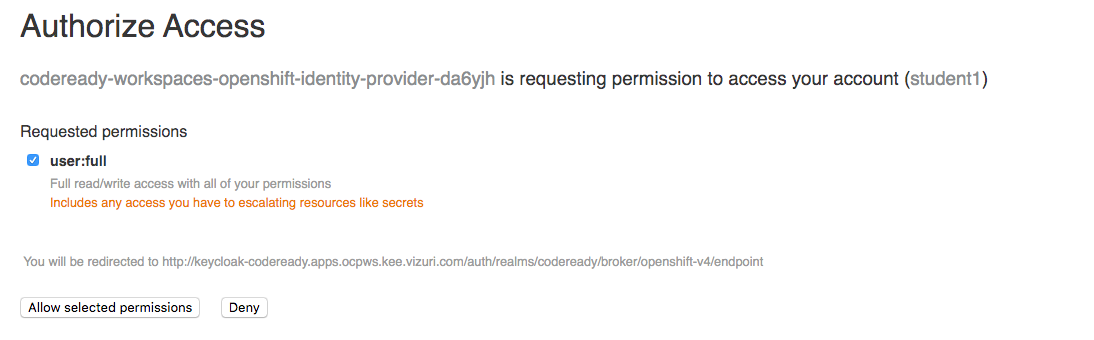 Authorize Access
codeready-workspaces-openshift-identity-provider-da6yjh is requesting permission to access your account (student1)
Requested permissions
user:full
Full read/write access with all of your permissions
Includes any access you have to escalating resources like secrets
You will be redirected to http://keycloak-codeready.apps.ocpws.kee.vizuri.com/auth/realms/codeready/broker/openshift-v4/endpoint
Allow selected permissions Deny